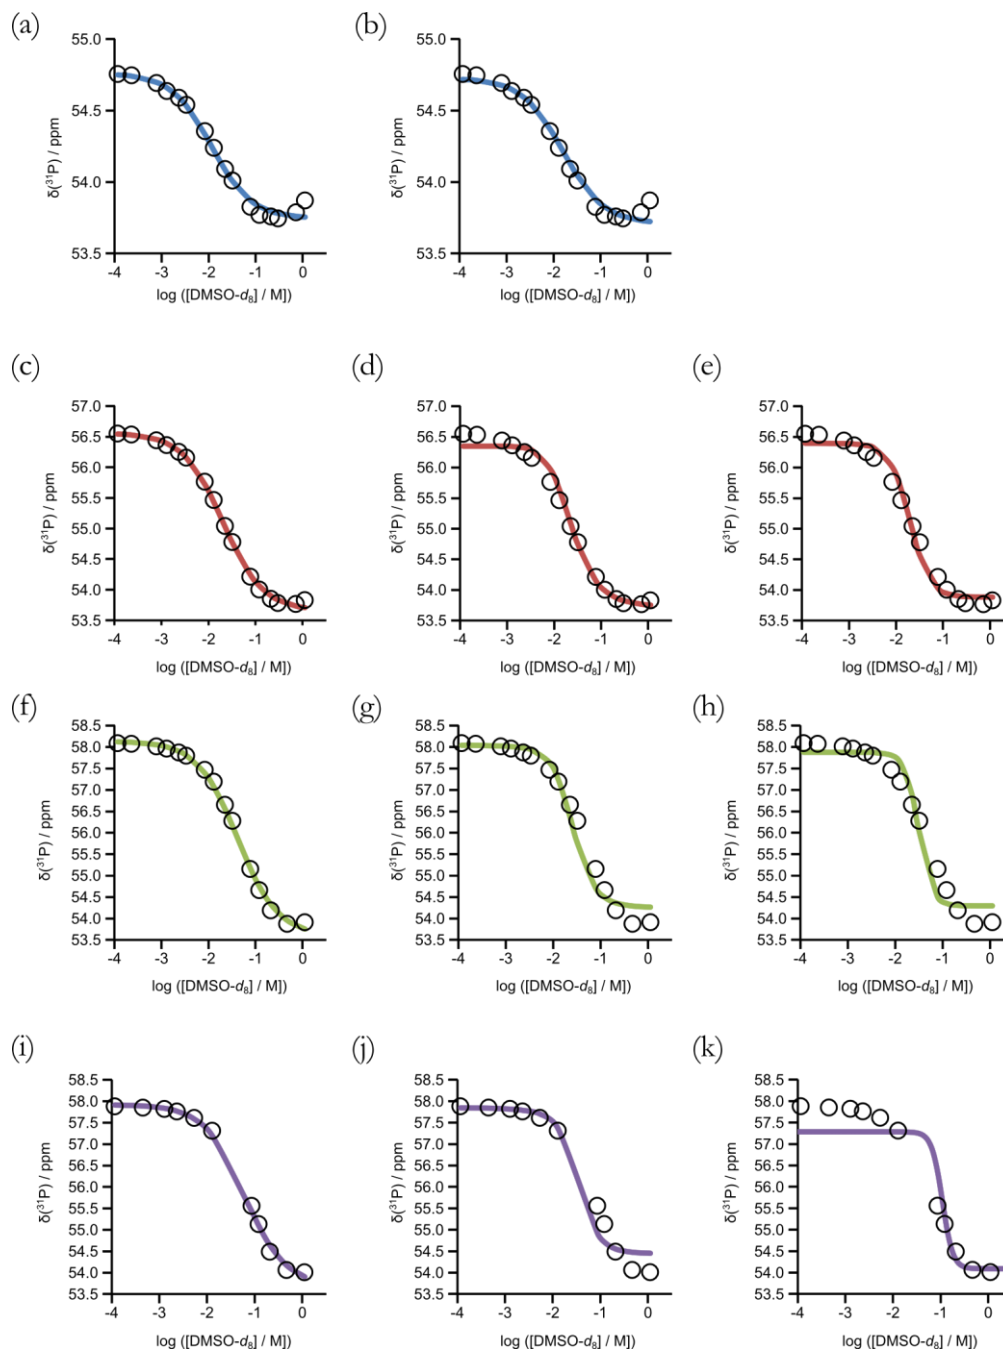 (a) (b)
55.0 55.0
54.5 54.5
δ(³¹P) / ppm δ(³¹P) / ppm
54.0 54.0
53.5 53.5
-4 -3 -2 -1 0 -4 -3 -2 -1 0
log ([DMSO-d₈] / M]) log ([DMSO-d₈] / M])
(c) (d) (e)
57.0 57.0 57.0
56.5 56.5 56.5
56.0 56.0 56.0
55.5 55.5 55.5
δ(³¹P) / ppm δ(³¹P) / ppm δ(³¹P) / ppm
55.0 55.0 55.0
54.5 54.5 54.5
54.0 54.0 54.0
53.5 53.5 53.5
-4 -3 -2 -1 0 -4 -3 -2 -1 0 -4 -3 -2 -1 0
log ([DMSO-d₈] / M]) log ([DMSO-d₈] / M]) log ([DMSO-d₈] / M])
(f) (g) (h)
58.5 58.5 58.5
58.0 58.0 58.0
57.5 57.5 57.5
57.0 57.0 57.0
56.5 56.5 56.5
δ(³¹P) / ppm δ(³¹P) / ppm δ(³¹P) / ppm
56.0 56.0 56.0
55.5 55.5 55.5
55.0 55.0 55.0
54.5 54.5 54.5
54.0 54.0 54.0
53.5 53.5 53.5
-4 -3 -2 -1 0 -4 -3 -2 -1 0 -4 -3 -2 -1 0
log ([DMSO-d₈] / M]) log ([DMSO-d₈] / M]) log ([DMSO-d₈] / M])
(i) (j) (k)
58.5 58.5 58.5
58.0 58.0 58.0
57.5 57.5 57.5
57.0 57.0 57.0
56.5 56.5 56.5
δ(³¹P) / ppm δ(³¹P) / ppm δ(³¹P) / ppm
56.0 56.0 56.0
55.5 55.5 55.5
55.0 55.0 55.0
54.5 54.5 54.5
54.0 54.0 54.0
53.5 53.5 53.5
-4 -3 -2 -1 0 -4 -3 -2 -1 0 -4 -3 -2 -1 0
log ([DMSO-d₈] / M]) log ([DMSO-d₈] / M]) log ([DMSO-d₈] / M])